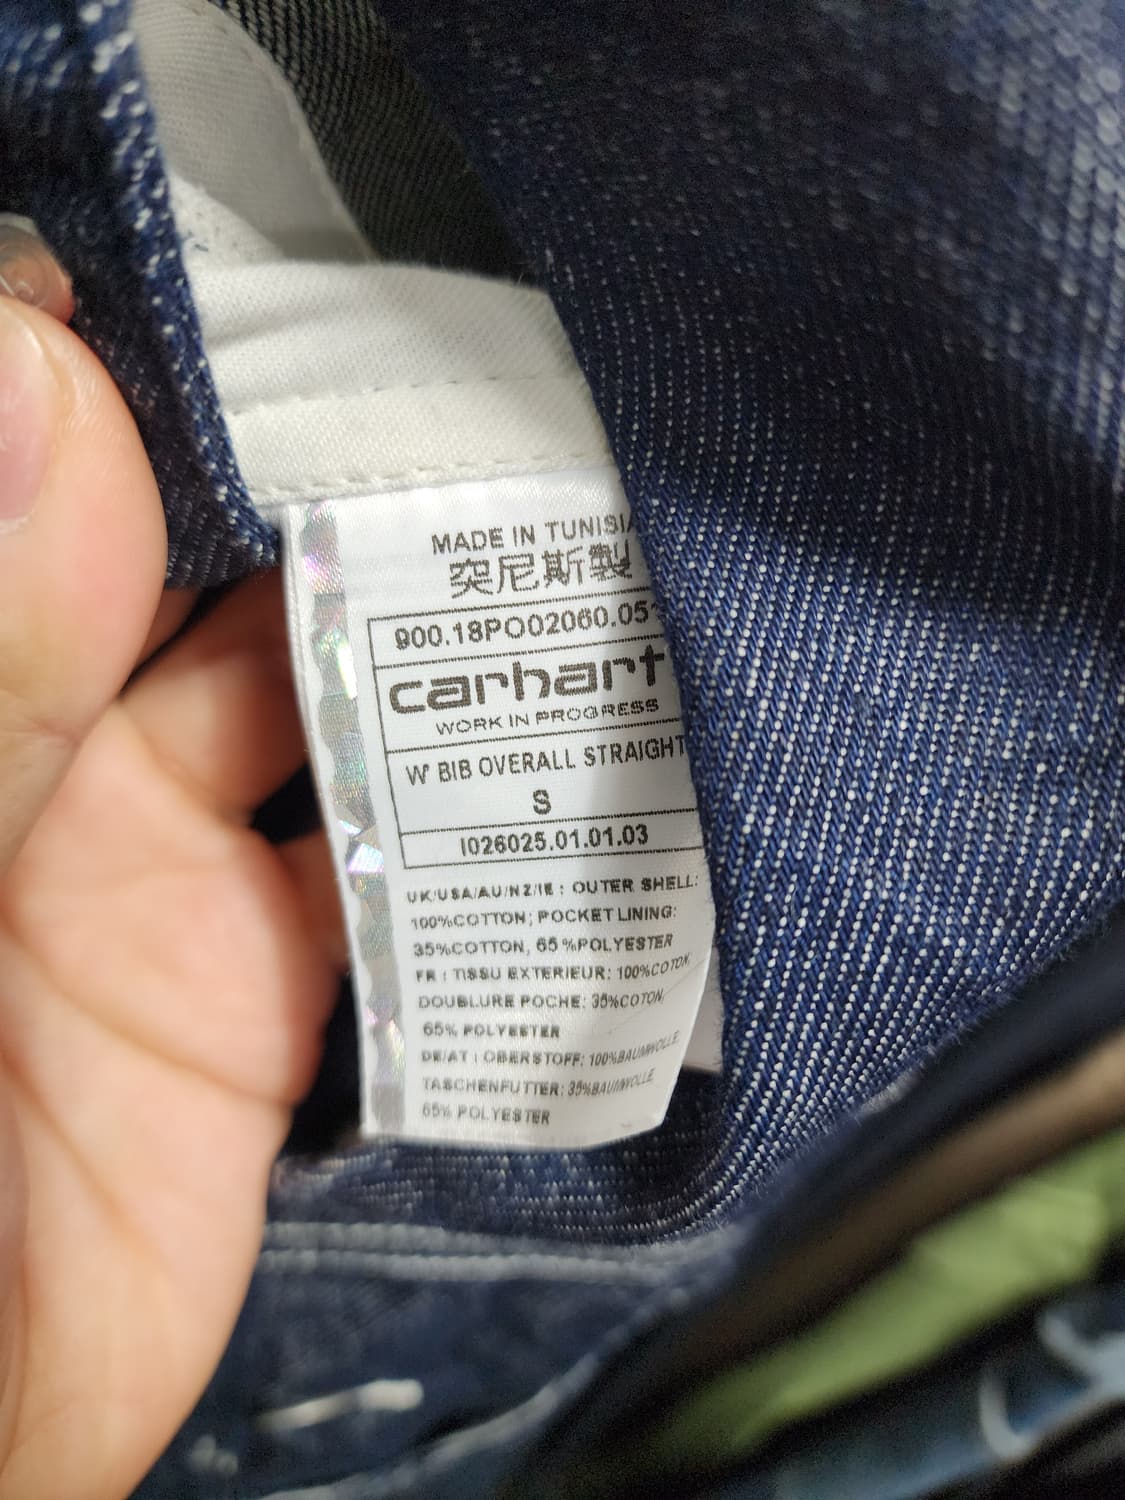 MADE IN TUNISIA
突尼斯製
900.18PO02060.05
carhart
WORK IN PROGRESS
W' BIB OVERALL STRAIGHT
S
I026025.01.01.03
UK/USA/AU/NZ/IE : OUTER SHELL:
100%COTTON; POCKET LINING:
35%COTTON, 65%POLYESTER
FR : TISSU EXTERIEUR: 100%COTON,
DOUBLURE POCHE: 35%COTON,
65% POLYESTER
DE/AT : OBERSTOFF: 100%BAUMWOLLE,
TASCHENFUTTER: 35%BAUMWOLLE
65% POLYESTER